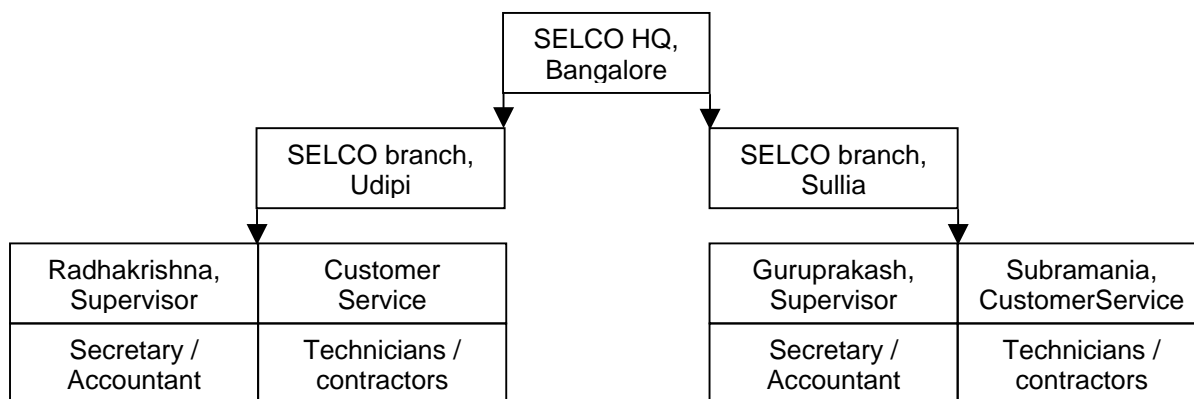 SELCO HQ,
Bangalore
SELCO branch,
Udipi
SELCO branch,
Sullia
Radhakrishna,
Supervisor
Customer
Service
Guruprakash,
Supervisor
Subramania,
CustomerService
Secretary /
Accountant
Technicians /
contractors
Secretary /
Accountant
Technicians /
contractors